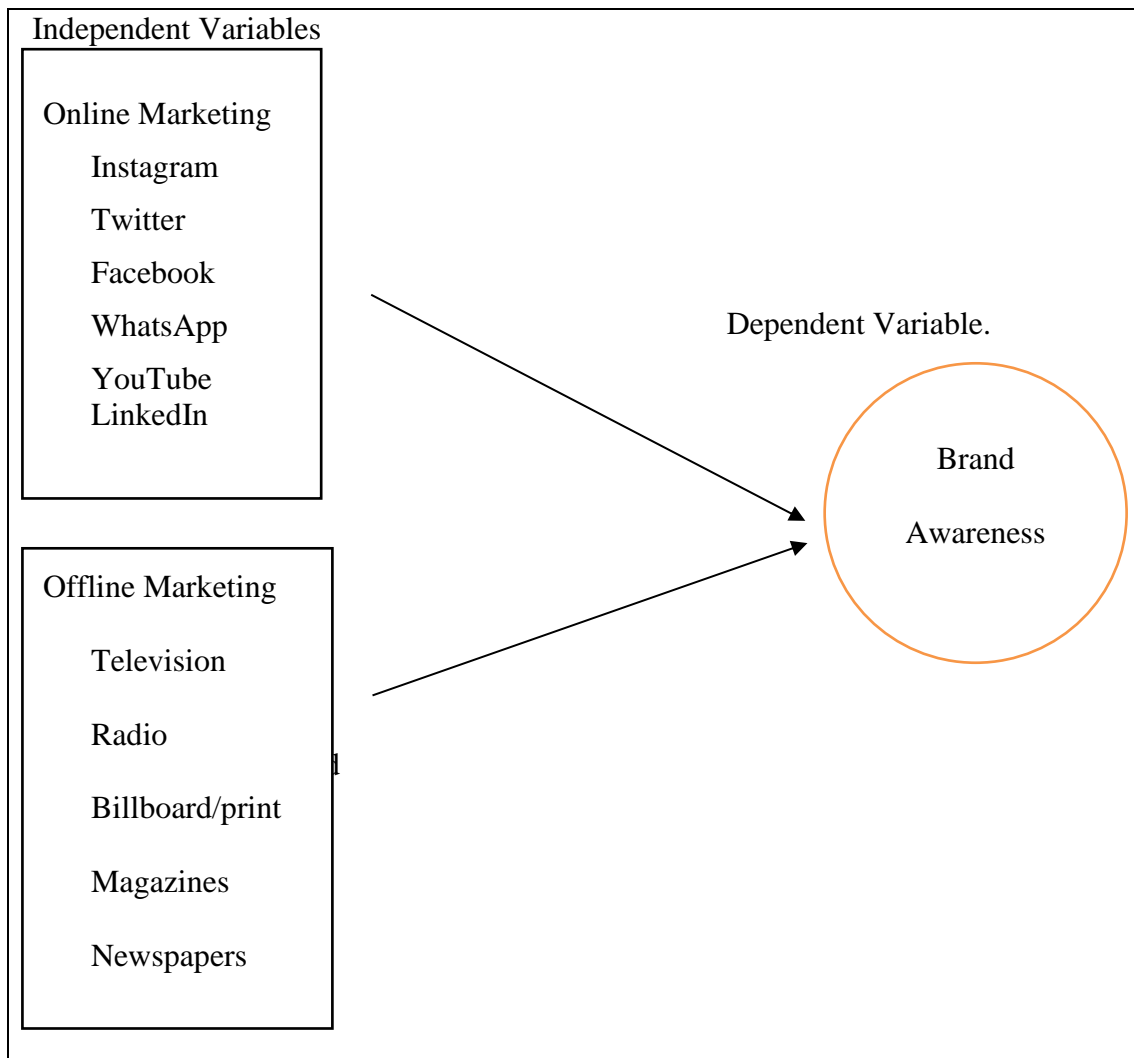 Independent Variables
Online Marketing
Instagram
Twitter
Facebook
WhatsApp
YouTube
LinkedIn
Dependent Variable.
Brand
Awareness
Offline Marketing
Television
Radio
Billboard/print
Magazines
Newspapers